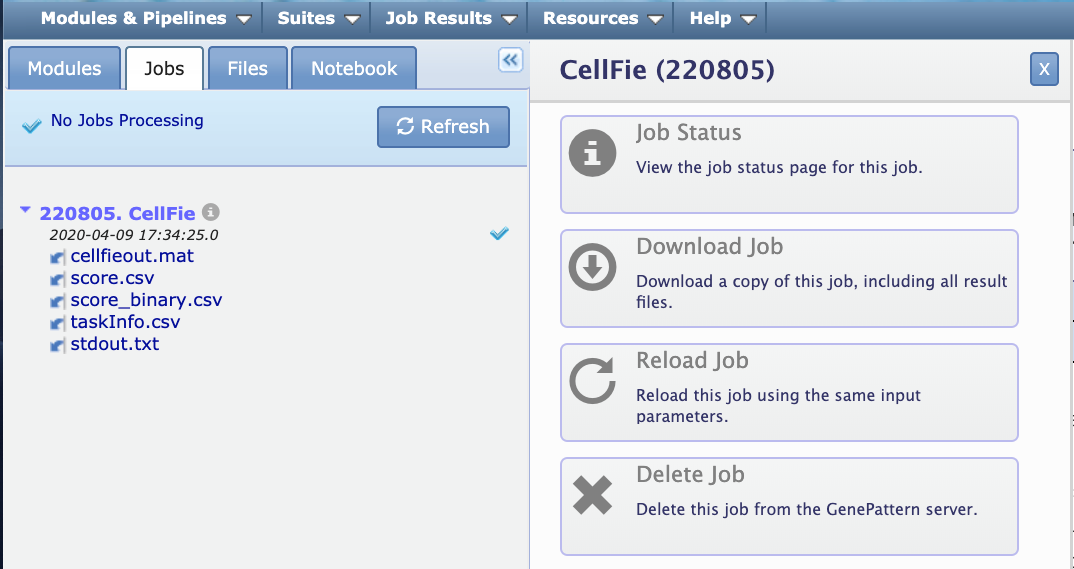 Modules & Pipelines Suites Job Results Resources Help
Modules Jobs Files Notebook
No Jobs Processing
Refresh
220805. CellFie
2020-04-09 17:34:25.0
cellfieout.mat
score.csv
score_binary.csv
taskInfo.csv
stdout.txt
CellFie (220805)
X
Job Status
View the job status page for this job.
Download Job
Download a copy of this job, including all result
files.
Reload Job
Reload this job using the same input
parameters.
Delete Job
Delete this job from the GenePattern server.